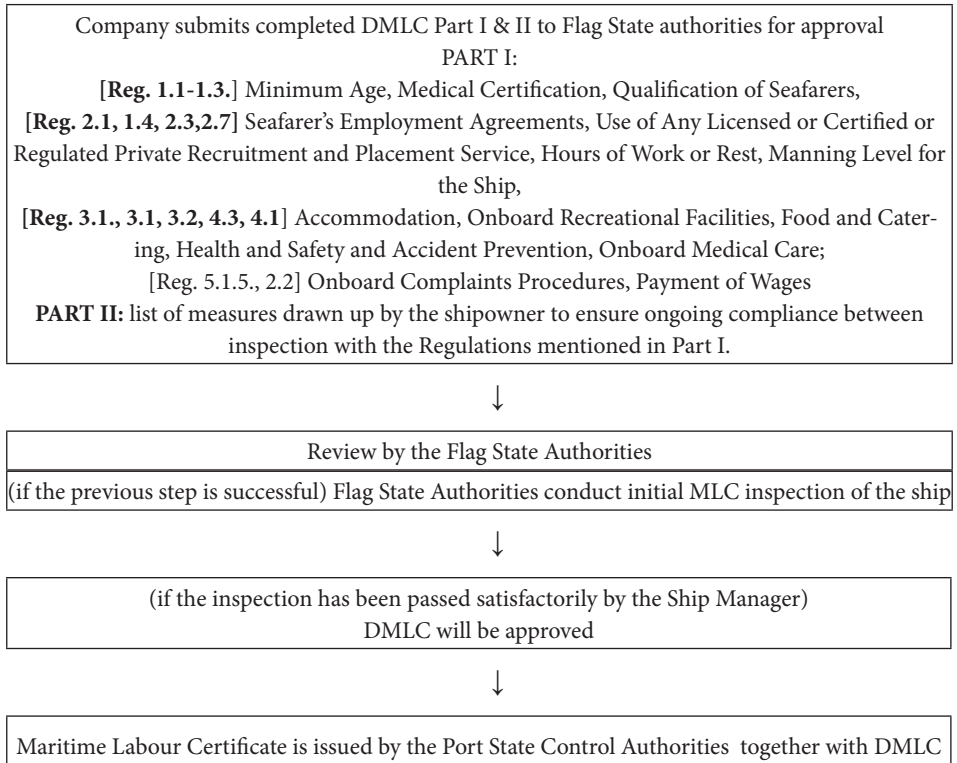 Company submits completed DMLC Part I & II to Flag State authorities for approval
PART I:
[Reg. 1.1-1.3.] Minimum Age, Medical Certification, Qualification of Seafarers,
[Reg. 2.1, 1.4, 2.3,2.7] Seafarer's Employment Agreements, Use of Any Licensed or Certified or
Regulated Private Recruitment and Placement Service, Hours of Work or Rest, Manning Level for
the Ship,
[Reg. 3.1., 3.1, 3.2, 4.3, 4.1] Accommodation, Onboard Recreational Facilities, Food and Cater-
ing, Health and Safety and Accident Prevention, Onboard Medical Care;
[Reg. 5.1.5., 2.2] Onboard Complaints Procedures, Payment of Wages
PART II: list of measures drawn up by the shipowner to ensure ongoing compliance between
inspection with the Regulations mentioned in Part I.
↓
Review by the Flag State Authorities
(if the previous step is successful) Flag State Authorities conduct initial MLC inspection of the ship
↓
(if the inspection has been passed satisfactorily by the Ship Manager)
DMLC will be approved
↓
Maritime Labour Certificate is issued by the Port State Control Authorities together with DMLC